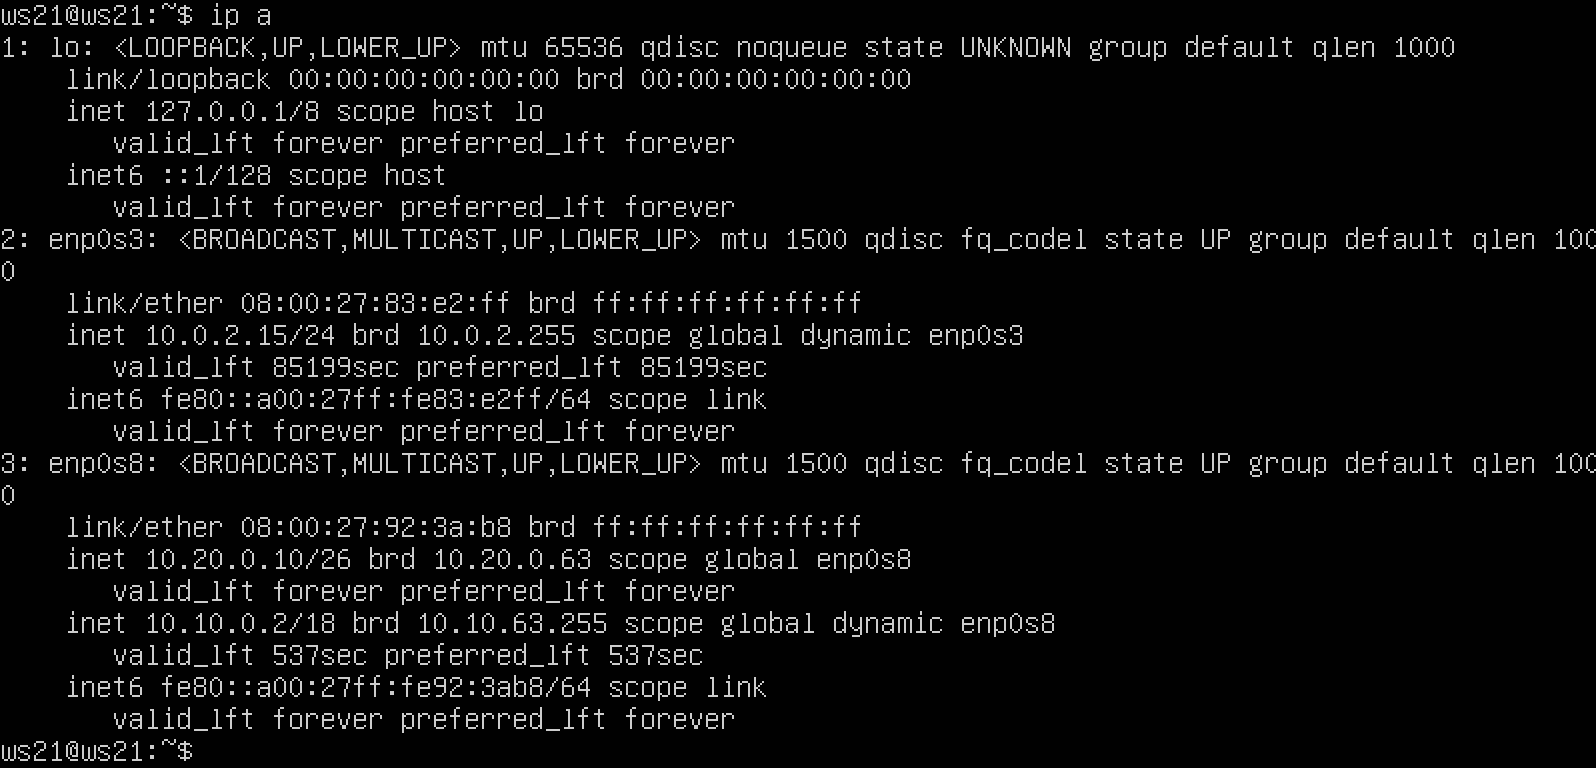 ws21@ws21:~$ ip a
1: lo: <LOOPBACK,UP,LOWER_UP> mtu 65536 qdisc noqueue state UNKNOWN group default qlen 1000
    link/loopback 00:00:00:00:00:00 brd 00:00:00:00:00:00
    inet 127.0.0.1/8 scope host lo
       valid_lft forever preferred_lft forever
    inet6 ::1/128 scope host
       valid_lft forever preferred_lft forever
2: enp0s3: <BROADCAST,MULTICAST,UP,LOWER_UP> mtu 1500 qdisc fq_codel state UP group default qlen 100
0
    link/ether 08:00:27:83:e2:ff brd ff:ff:ff:ff:ff:ff
    inet 10.0.2.15/24 brd 10.0.2.255 scope global dynamic enp0s3
       valid_lft 85199sec preferred_lft 85199sec
    inet6 fe80::a00:27ff:fe83:e2ff/64 scope link
       valid_lft forever preferred_lft forever
3: enp0s8: <BROADCAST,MULTICAST,UP,LOWER_UP> mtu 1500 qdisc fq_codel state UP group default qlen 100
0
    link/ether 08:00:27:92:3a:b8 brd ff:ff:ff:ff:ff:ff
    inet 10.20.0.10/26 brd 10.20.0.63 scope global enp0s8
       valid_lft forever preferred_lft forever
    inet 10.10.0.2/18 brd 10.10.63.255 scope global dynamic enp0s8
       valid_lft 537sec preferred_lft 537sec
    inet6 fe80::a00:27ff:fe92:3ab8/64 scope link
       valid_lft forever preferred_lft forever
ws21@ws21:~$